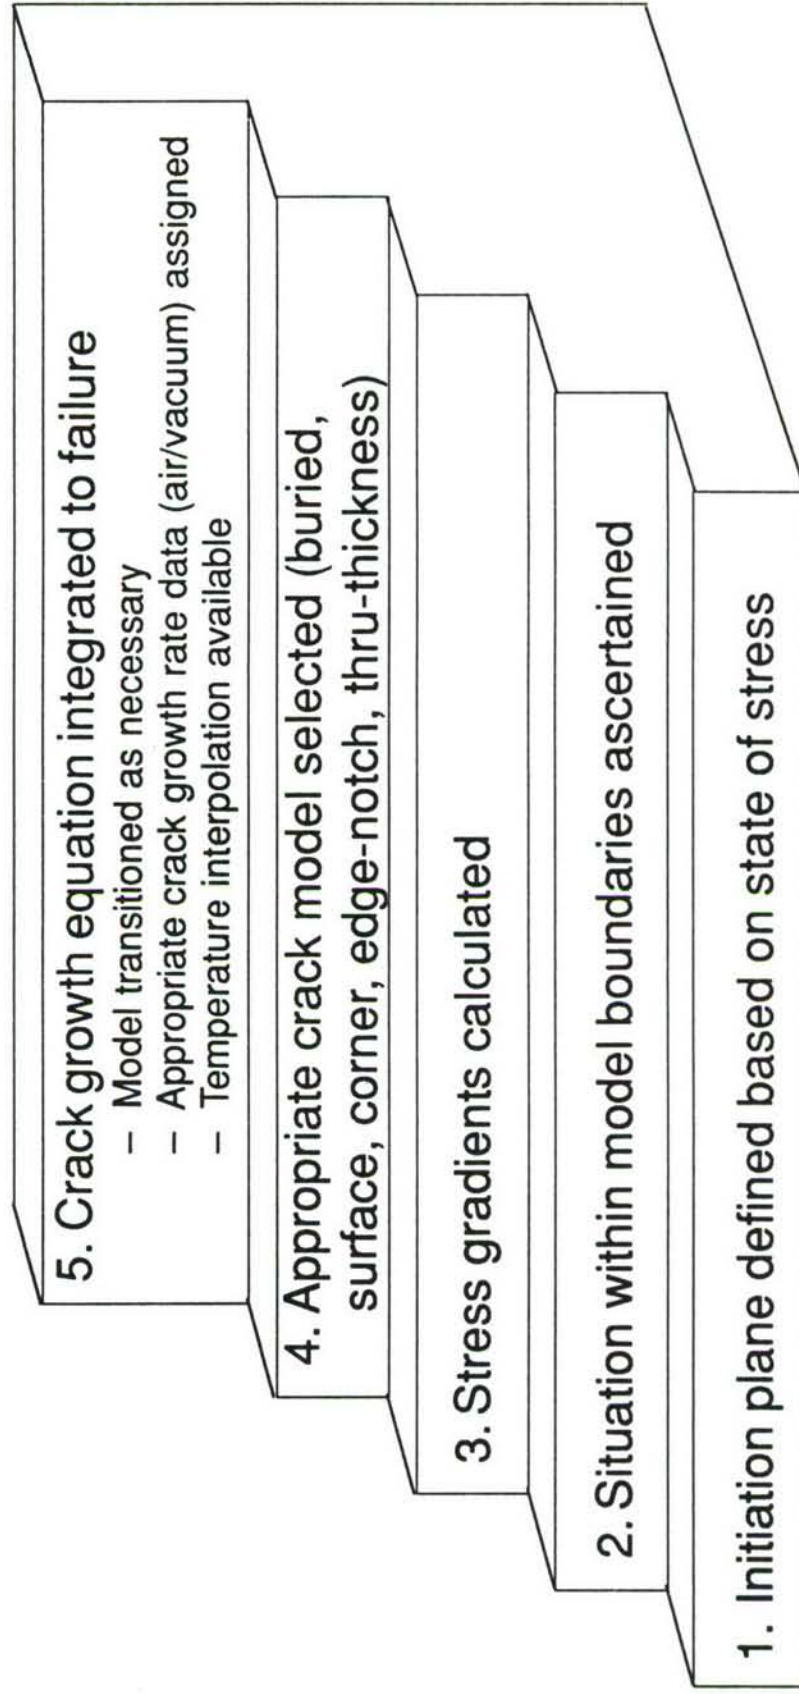 5. Crack growth equation integrated to failure
– Model transitioned as necessary
– Appropriate crack growth rate data (air/vacuum) assigned
– Temperature interpolation available
4. Appropriate crack model selected (buried,
surface, corner, edge-notch, thru-thickness)
3. Stress gradients calculated
2. Situation within model boundaries ascertained
1. Initiation plane defined based on state of stress